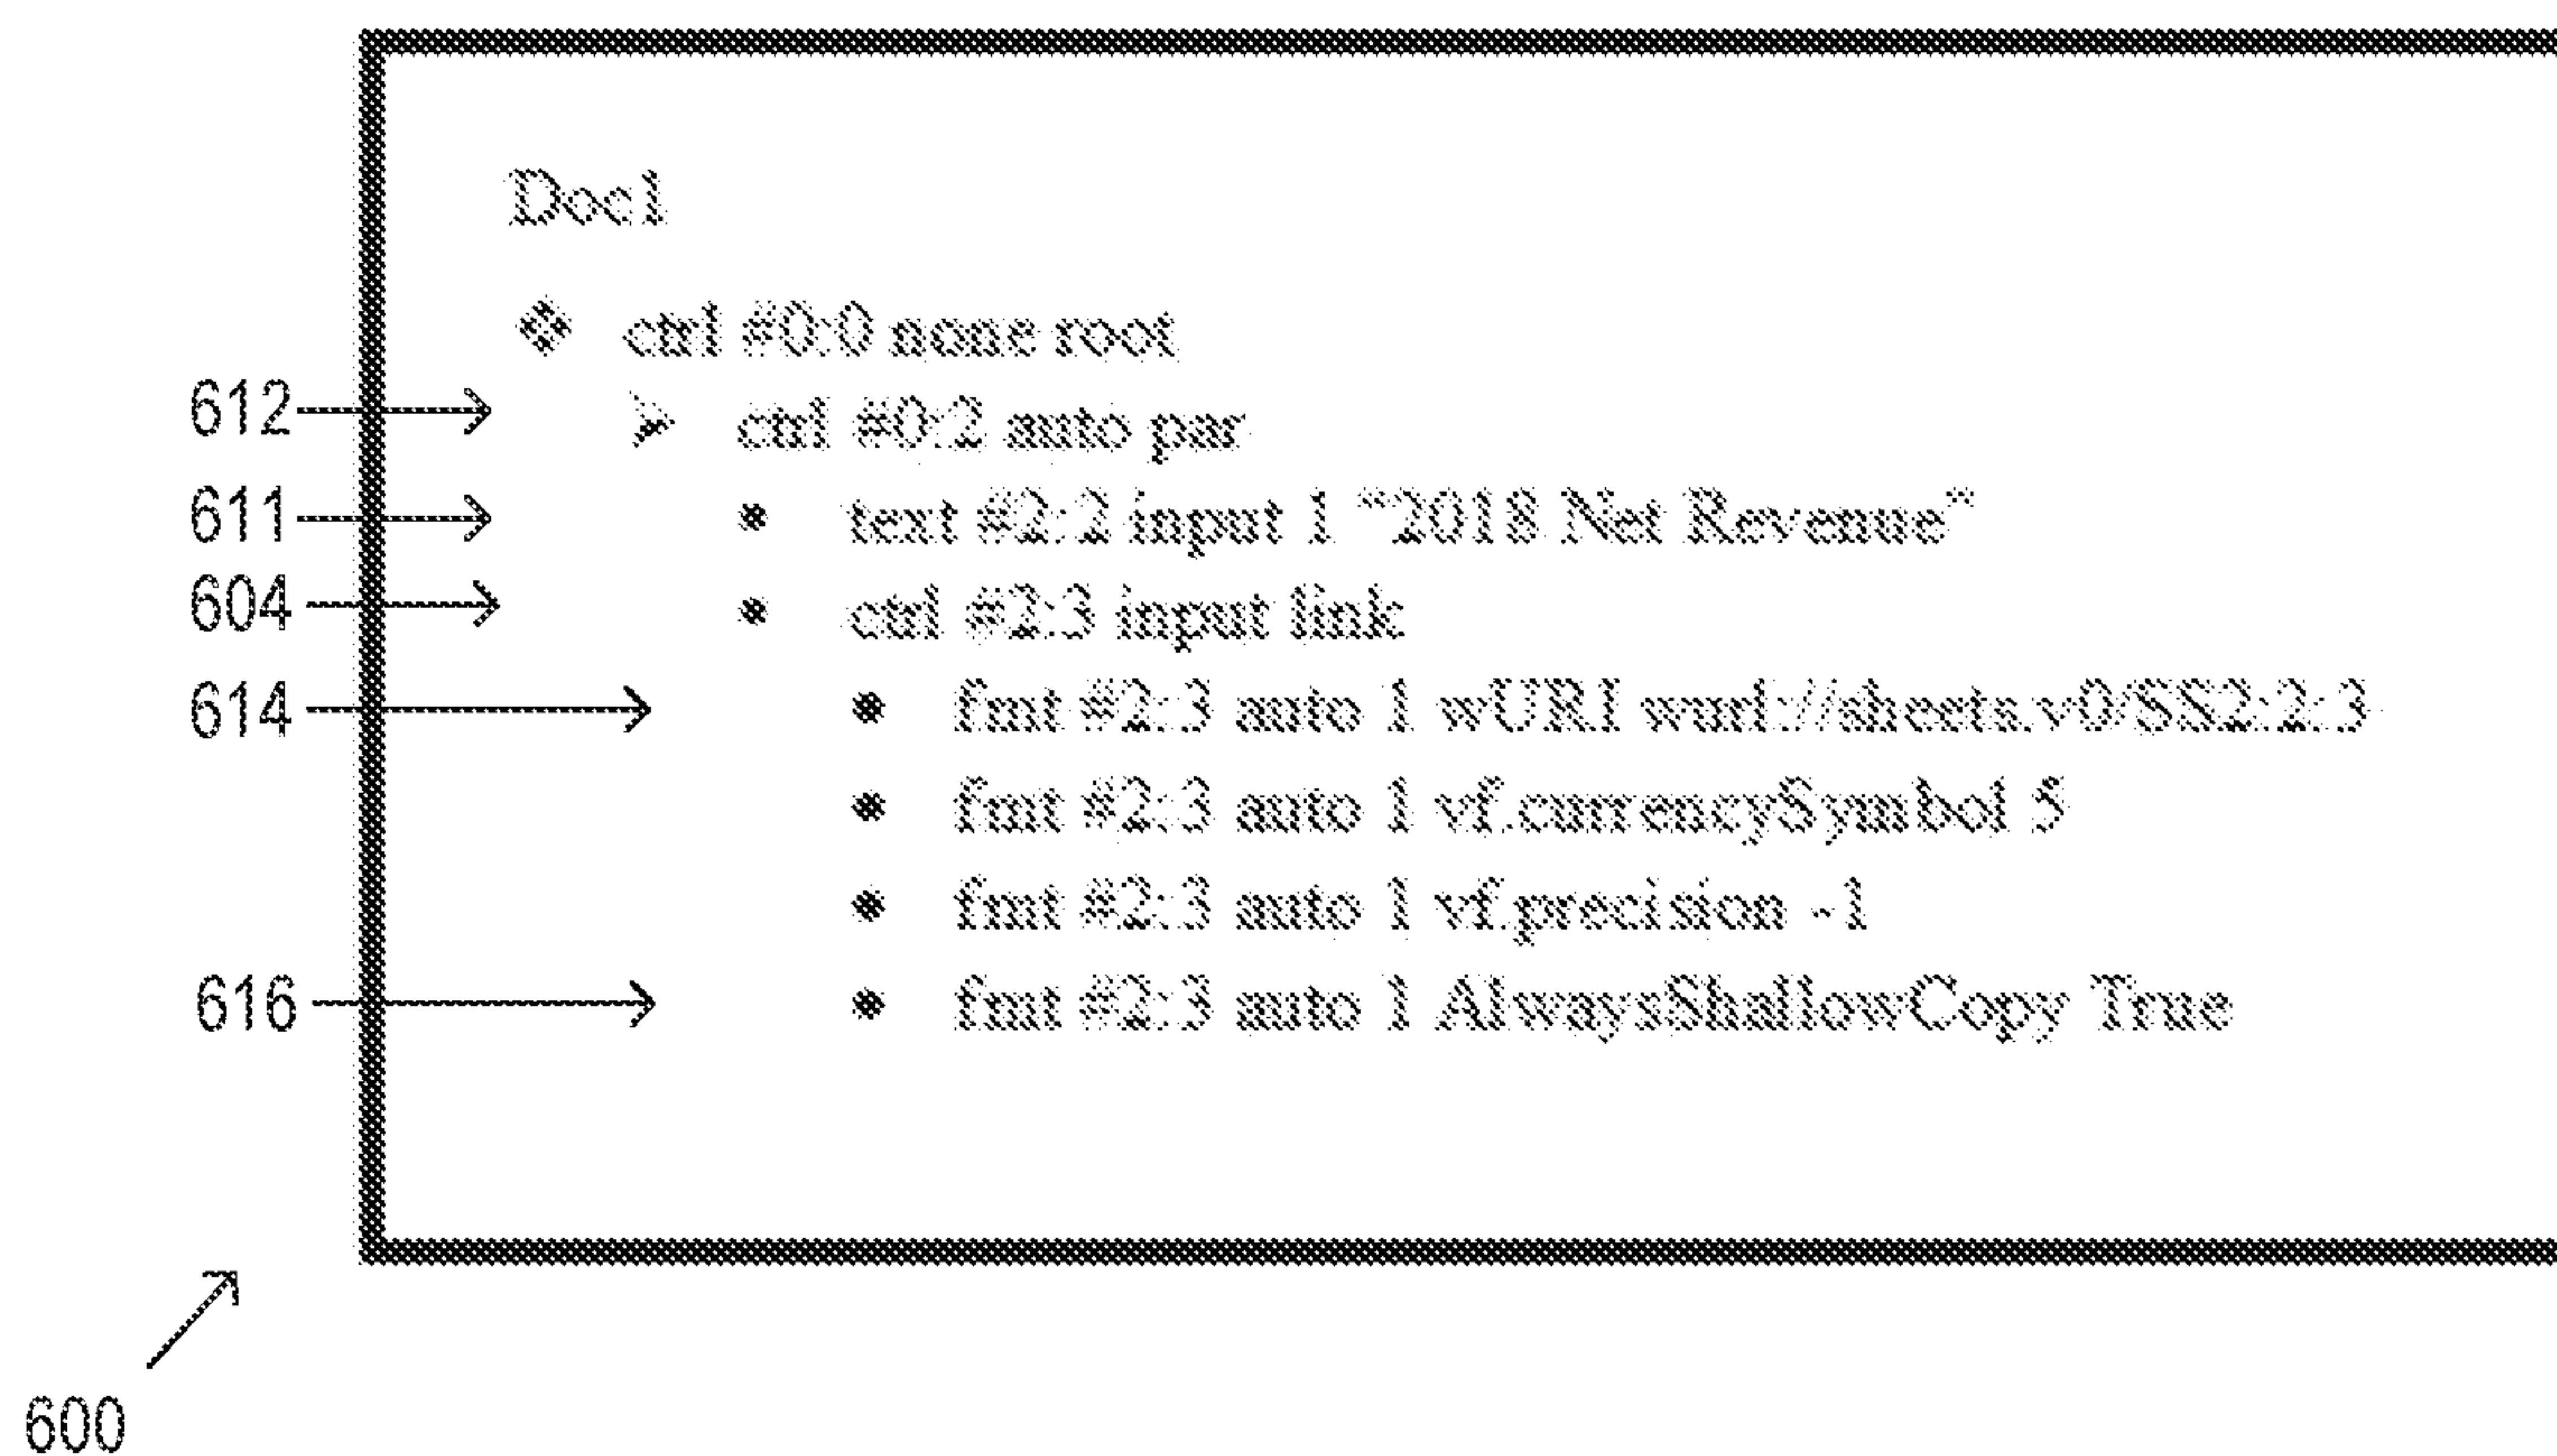 Doc1
❖ ctrl #0:0 none root
612 ➢ ctrl #0:2 auto par
611 • text #2:2 input 1 "2018 Net Revenue"
604 • ctrl #2:3 input link
614 • fmt #2:3 auto 1 wURI wurl://sheets.v0/SS2:2:3
• fmt #2:3 auto 1 vf.currencySymbol 5
• fmt #2:3 auto 1 vf.precision -1
616 • fmt #2:3 auto 1 AlwaysShallowCopy True
600